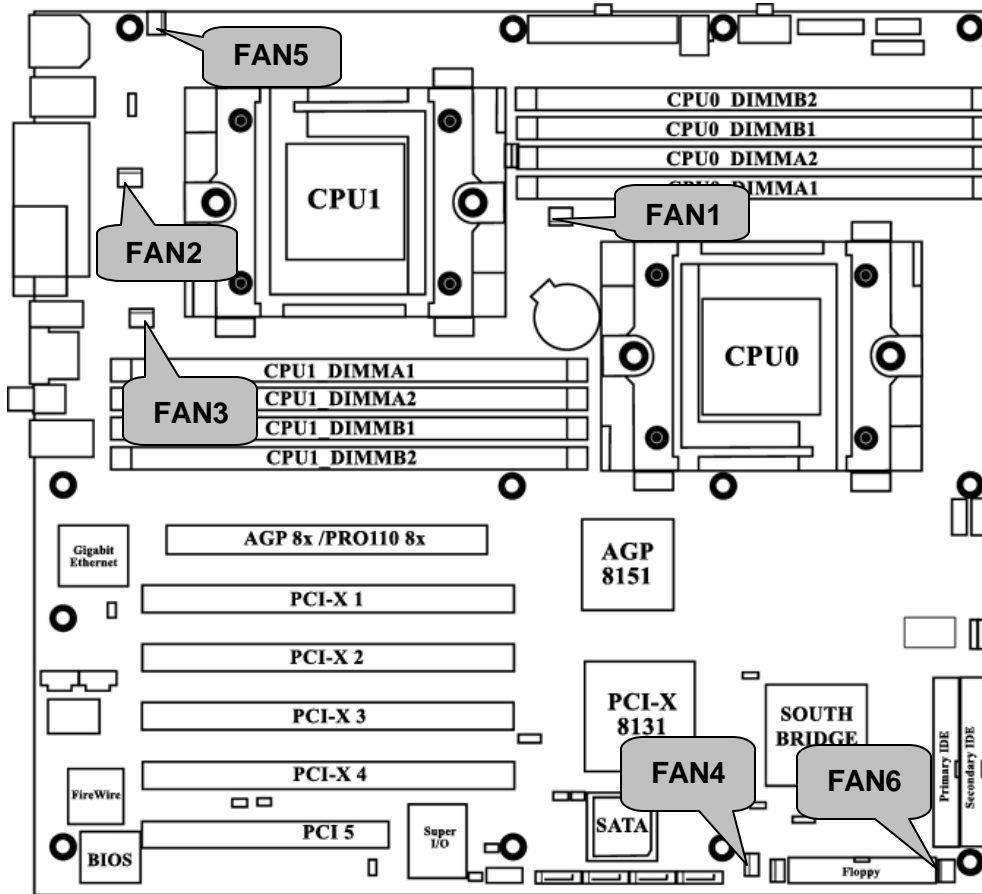 FAN5
CPU0 DIMMB2
CPU0 DIMMB1
CPU0 DIMMA2
CPU0 DIMMA1
CPU1
FAN1
FAN2
CPU0
CPU1_DIMMA1
CPU1_DIMMA2
CPU1_DIMMB1
CPU1_DIMMB2
FAN3
Gigabit
Ethernet
AGP 8x /PRO110 8x
AGP
8151
PCI-X 1
PCI-X 2
PCI-X 3
PCI-X 4
PCI 5
PCI-X
8131
SOUTH
BRIDGE
Primary IDE
Secondary IDE
FAN4
FAN6
FireWire
BIOS
Super
I/O
SATA
Floppy